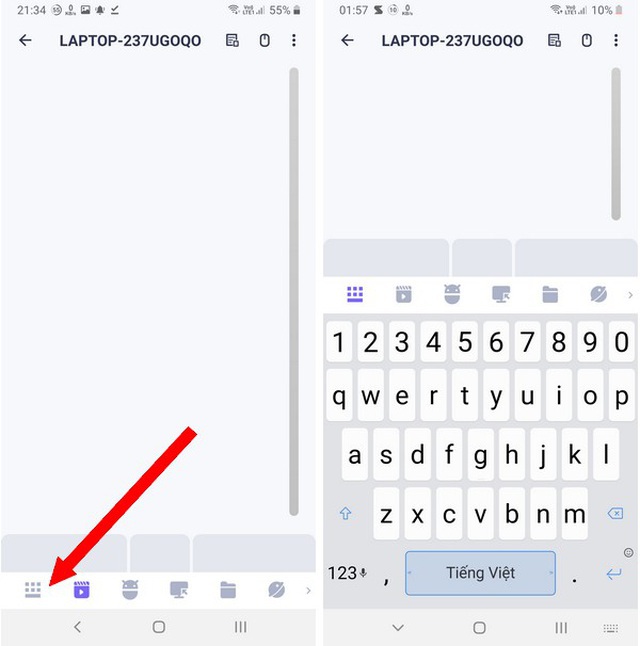 21:34 55%
LAPTOP-237UGOQO
01:57 10%
LAPTOP-237UGOQO
1 2 3 4 5 6 7 8 9 0
q w e r t y u i o p
a s d f g h j k l
z x c v b n m
123 , Tiếng Việt .